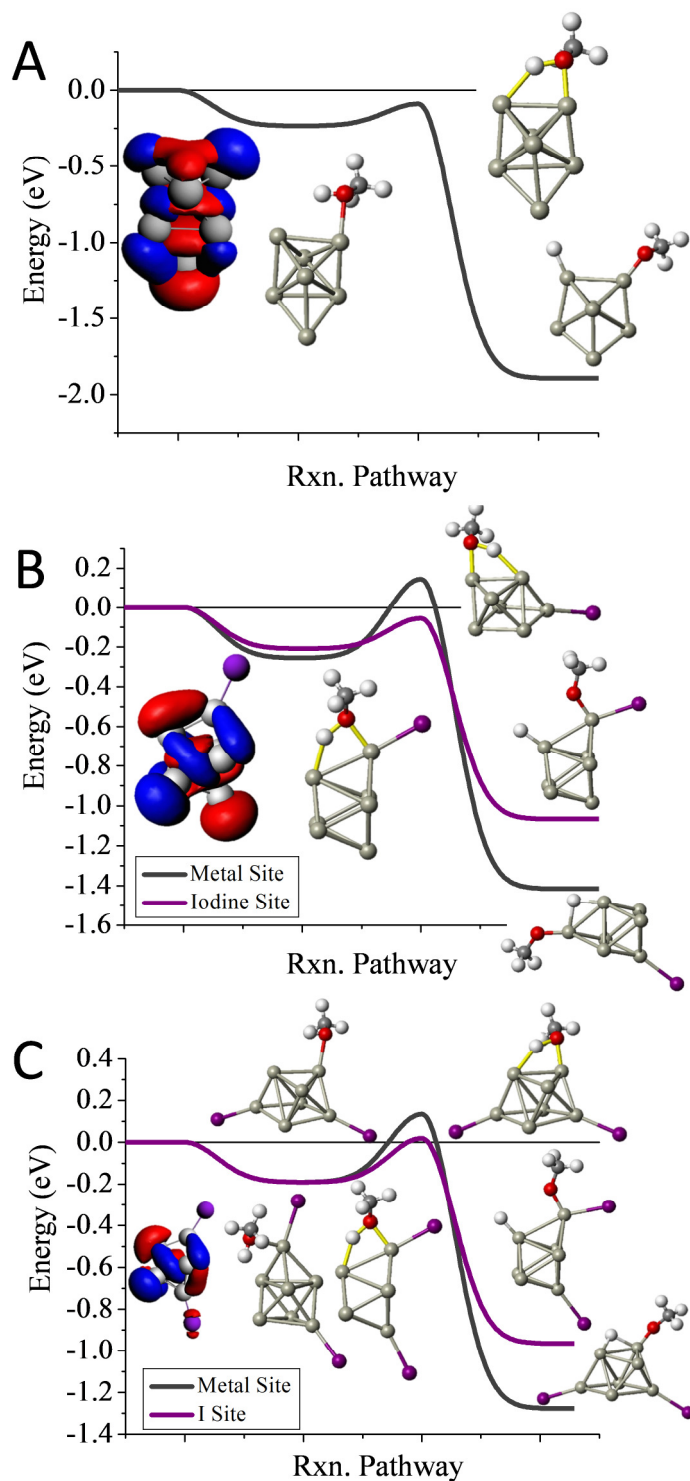 A
0.0
-0.5
-1.0
-1.5
-2.0
Energy (eV)
Rxn. Pathway
B
0.2
0.0
-0.2
-0.4
-0.6
-0.8
-1.0
-1.2
-1.4
-1.6
Energy (eV)
Metal Site
Iodine Site
Rxn. Pathway
C
0.4
0.2
0.0
-0.2
-0.4
-0.6
-0.8
-1.0
-1.2
-1.4
Energy (eV)
Metal Site
I Site
Rxn. Pathway